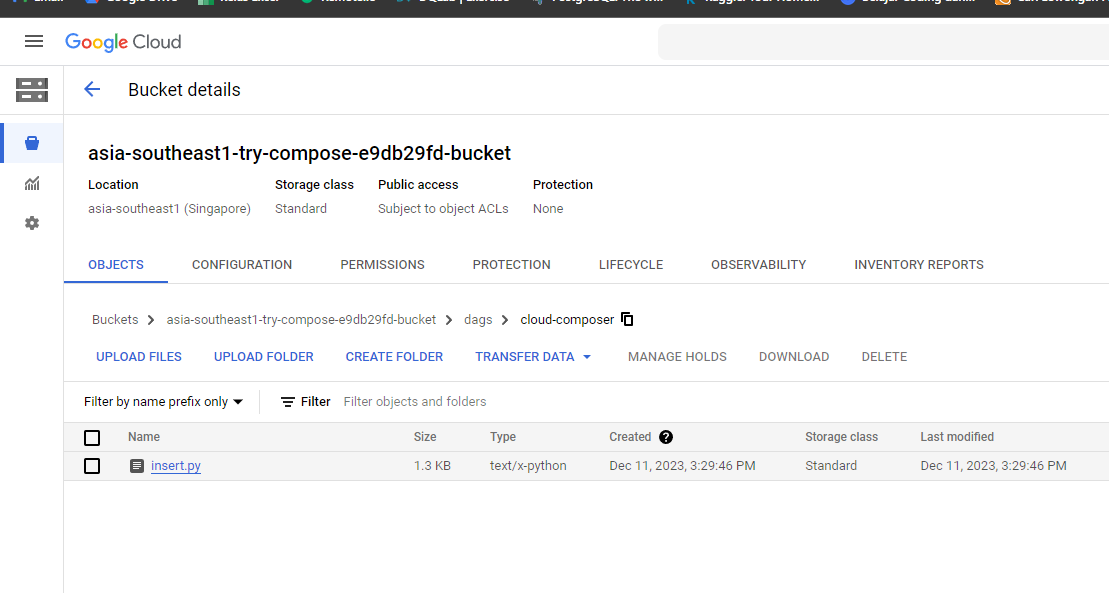 Google Drive
Google Cloud
Bucket details
asia-southeast1-try-compose-e9db29fd-bucket
Location Storage class Public access Protection
asia-southeast1 (Singapore) Standard Subject to object ACLs None
OBJECTS CONFIGURATION PERMISSIONS PROTECTION LIFECYCLE OBSERVABILITY INVENTORY REPORTS
Buckets asia-southeast1-try-compose-e9db29fd-bucket dags cloud-composer
UPLOAD FILES UPLOAD FOLDER CREATE FOLDER TRANSFER DATA MANAGE HOLDS DOWNLOAD DELETE
Filter by name prefix only Filter Filter objects and folders
Name Size Type Created ? Storage class Last modified
insert.py 1.3 KB text/x-python Dec 11, 2023, 3:29:46 PM Standard Dec 11, 2023, 3:29:46 PM